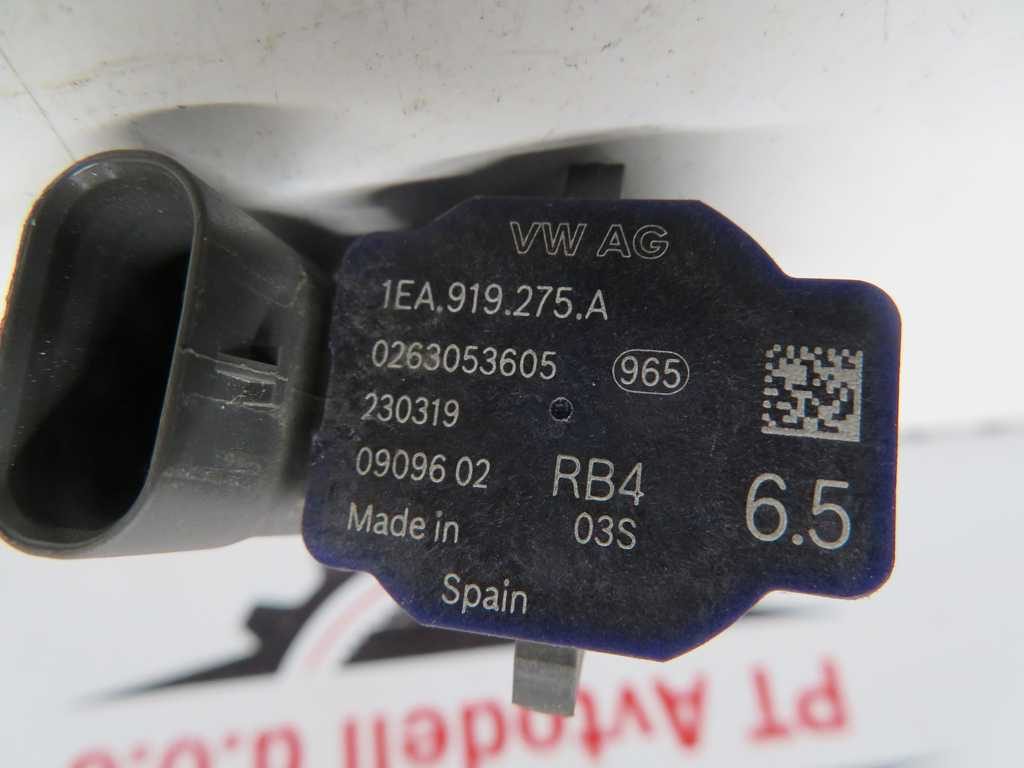 VW AG
1EA.919.275.A
0263053605 965
230319
09096 02 RB4 6.5
Made in 03S
Spain
PT Avtodeli d.o.o